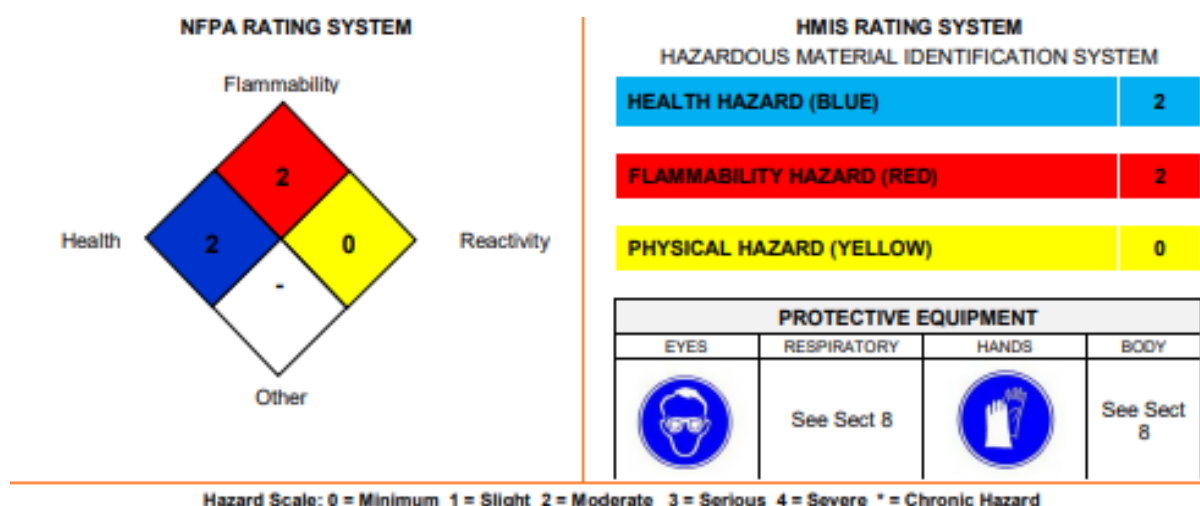 NFPA RATING SYSTEM
Flammability
2
Health
2
0
Reactivity
-
Other
HMIS RATING SYSTEM
HAZARDOUS MATERIAL IDENTIFICATION SYSTEM
HEALTH HAZARD (BLUE) 2
FLAMMABILITY HAZARD (RED) 2
PHYSICAL HAZARD (YELLOW) 0
PROTECTIVE EQUIPMENT
EYES RESPIRATORY HANDS BODY
See Sect 8 See Sect
8
Hazard Scale: 0 = Minimum 1 = Slight 2 = Moderate 3 = Serious 4 = Severe * = Chronic Hazard